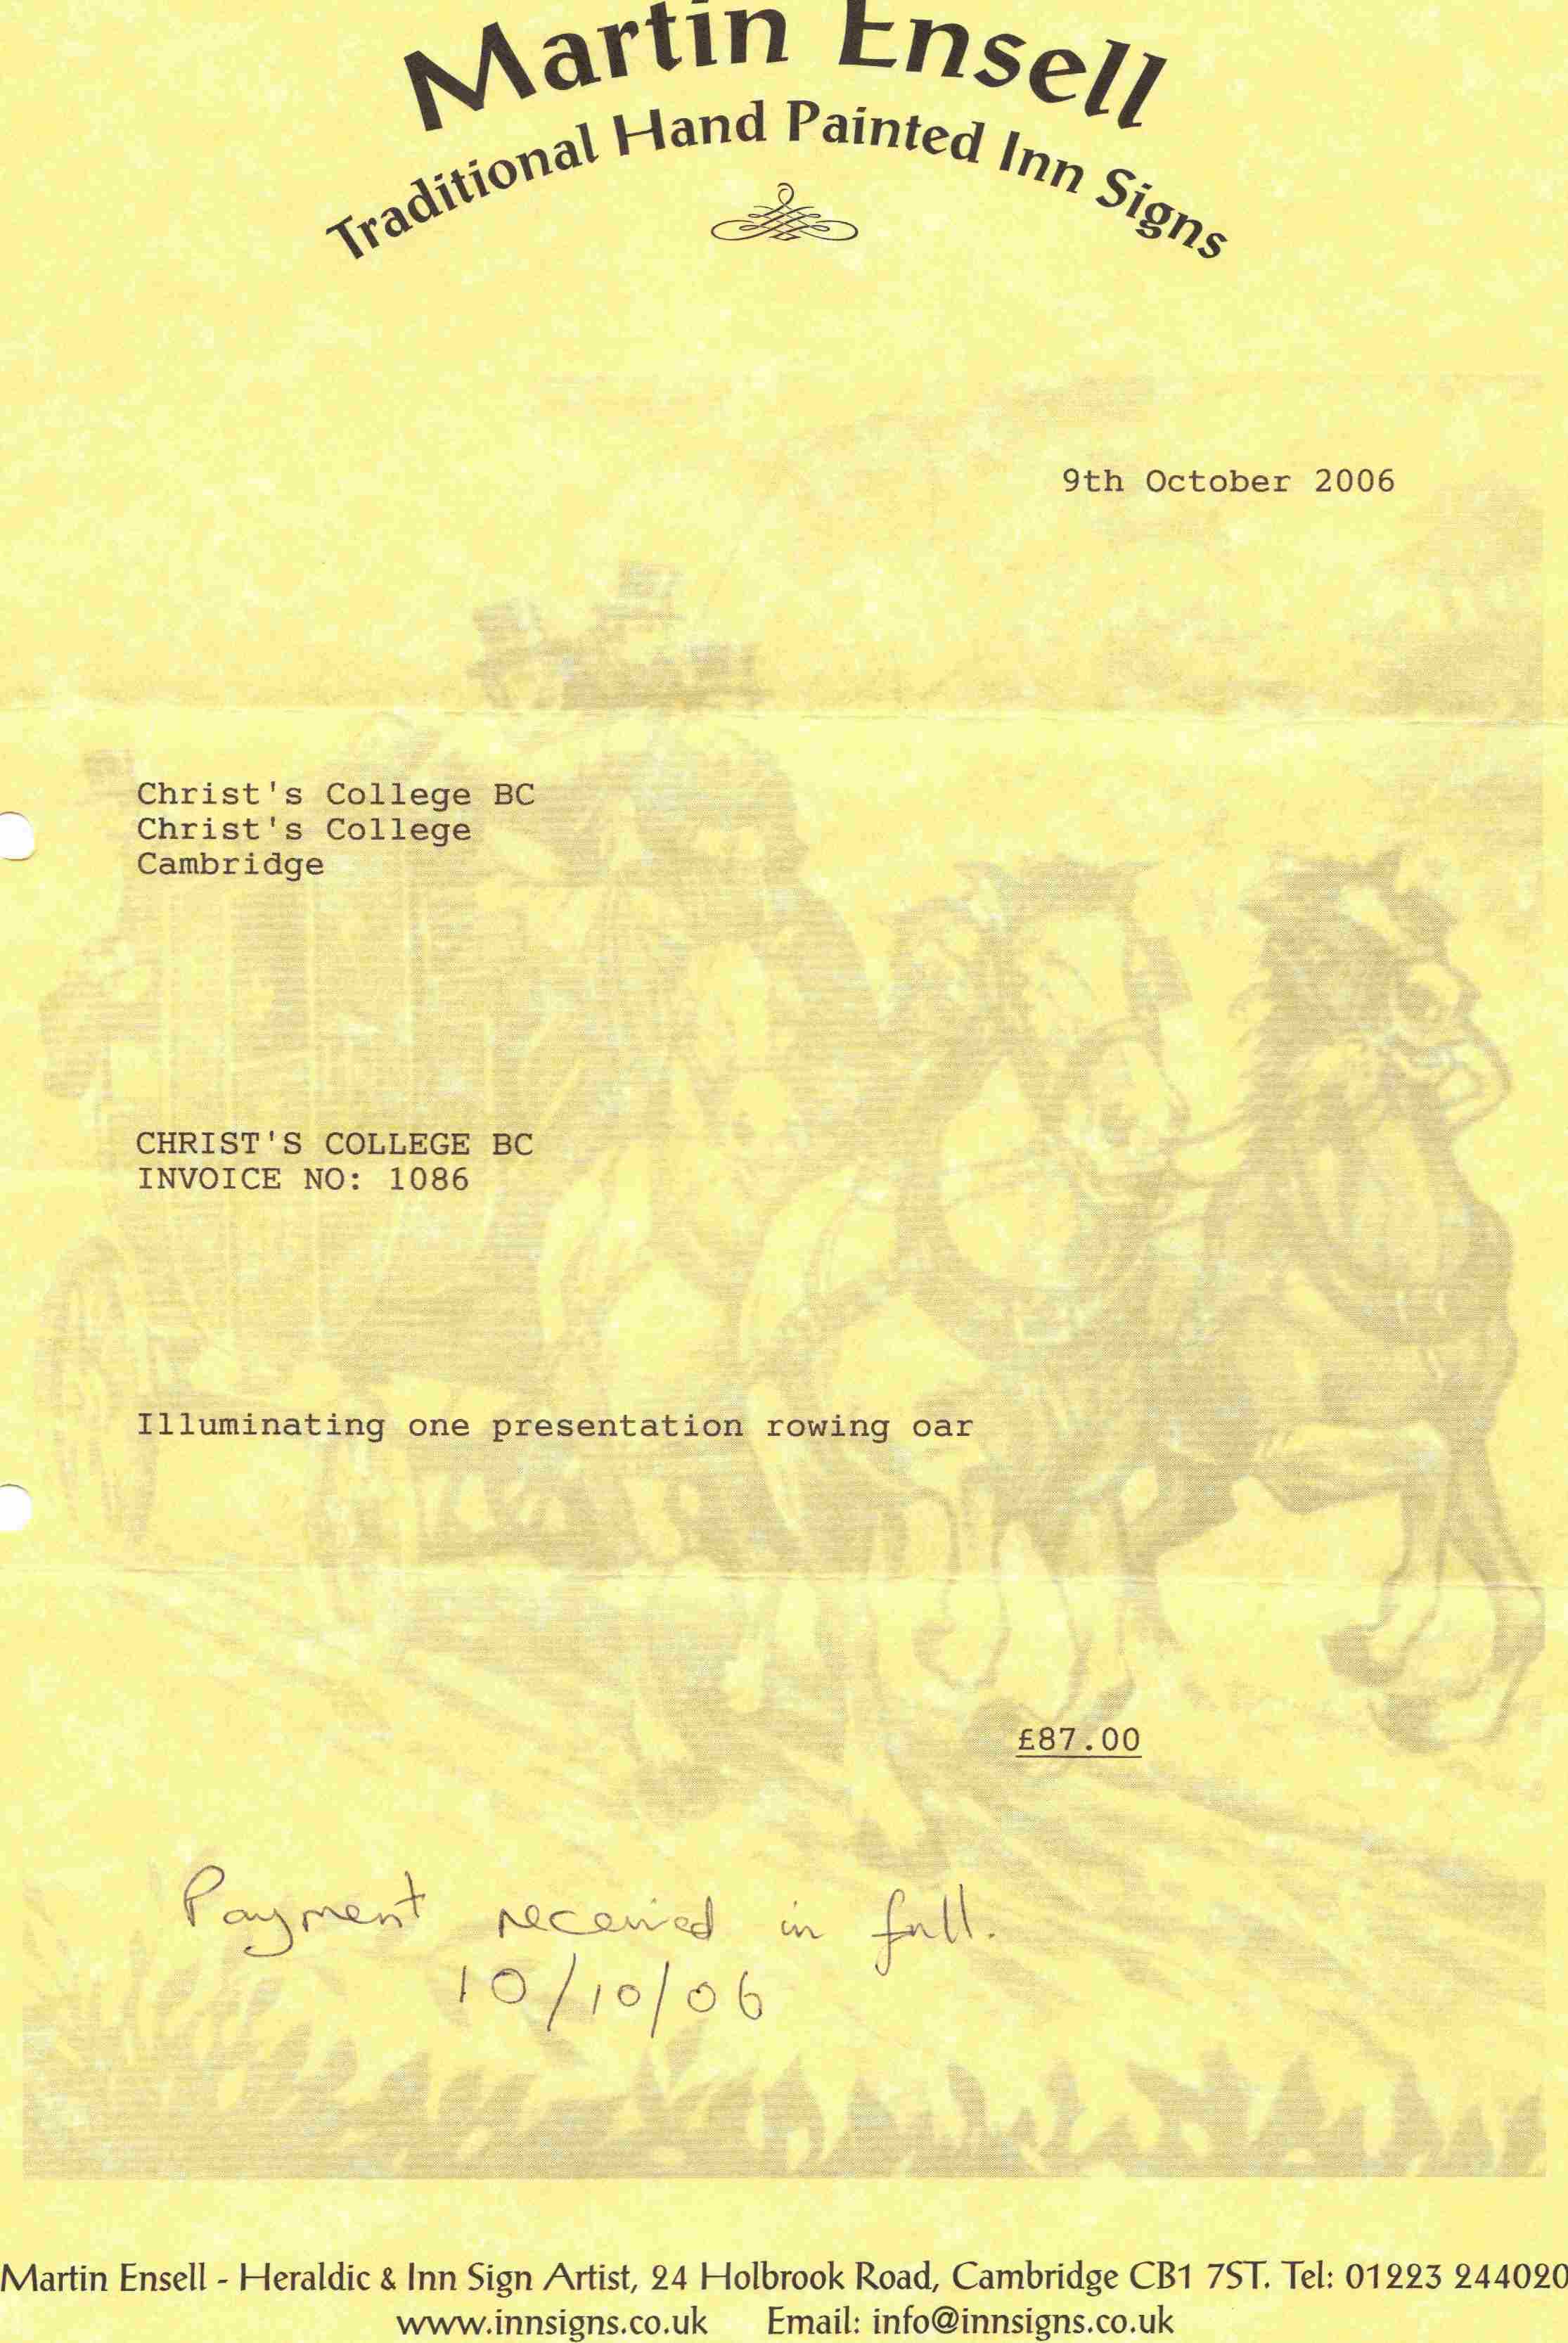 Martin Ensell
Traditional Hand Painted Inn Signs
9th October 2006
Christ's College BC
Christ's College
Cambridge
CHRIST'S COLLEGE BC
INVOICE NO: 1086
Illuminating one presentation rowing oar
£87.00
Payment received in full.
10/10/06
Martin Ensell - Heraldic & Inn Sign Artist, 24 Holbrook Road, Cambridge CB1 7ST. Tel: 01223 244020
www.innsigns.co.uk Email: info@innsigns.co.uk